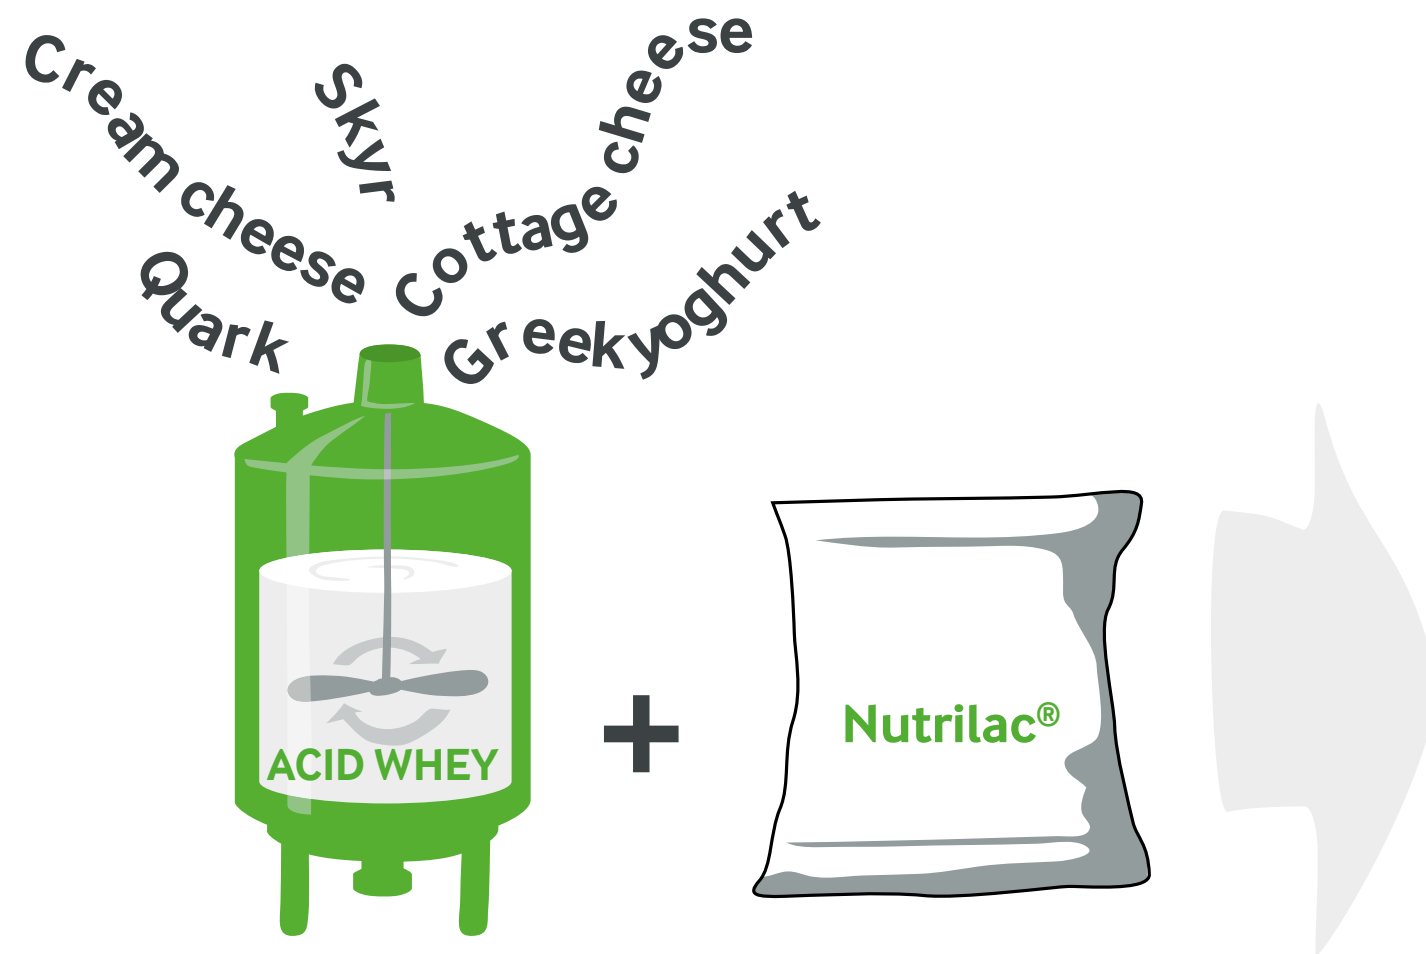 Cream cheese
Skyr
Cottage cheese
Quark
Greek yoghurt
ACID WHEY
+
Nutrilac®